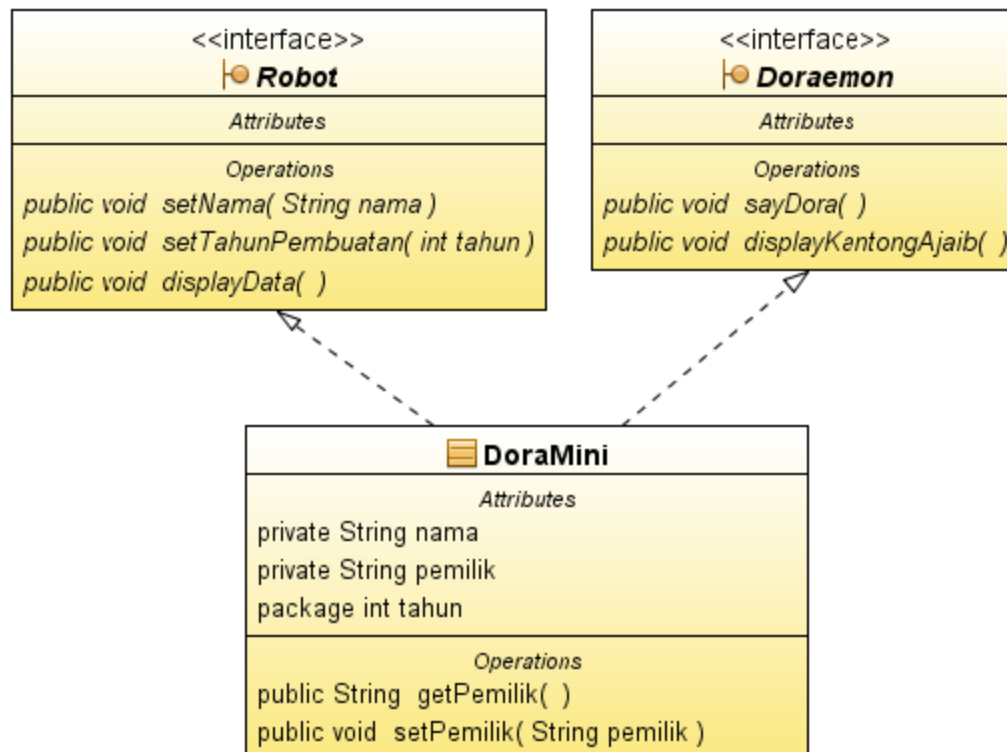 <<interface>>
Robot
Attributes
Operations
public void setNama( String nama )
public void setTahunPembuatan( int tahun )
public void displayData( )
<<interface>>
Doraemon
Attributes
Operations
public void sayDora( )
public void displayKantongAjaib( )
DoraMini
Attributes
private String nama
private String pemilik
package int tahun
Operations
public String getPemilik( )
public void setPemilik( String pemilik )